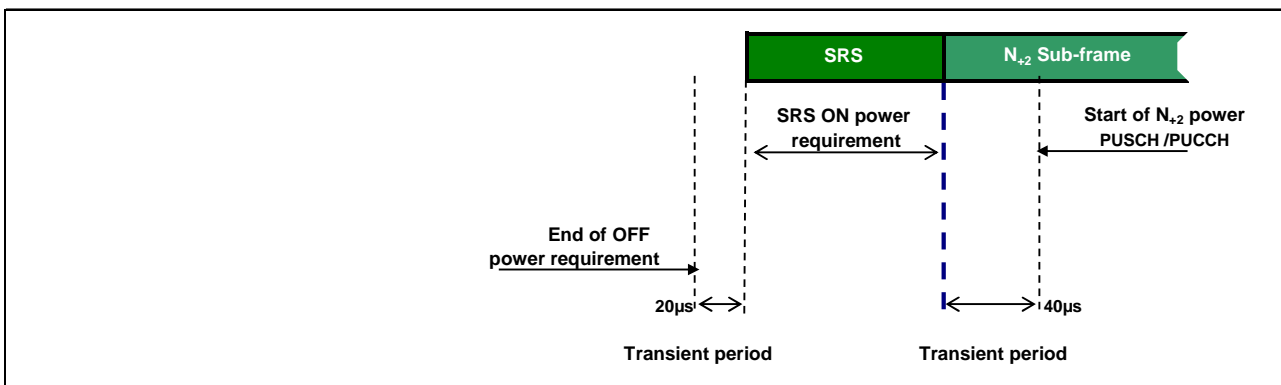 SRS
N+2 Sub-frame
SRS ON power
requirement
Start of N+2 power
PUSCH /PUCCH
End of OFF
power requirement
20µs
40µs
Transient period
Transient period